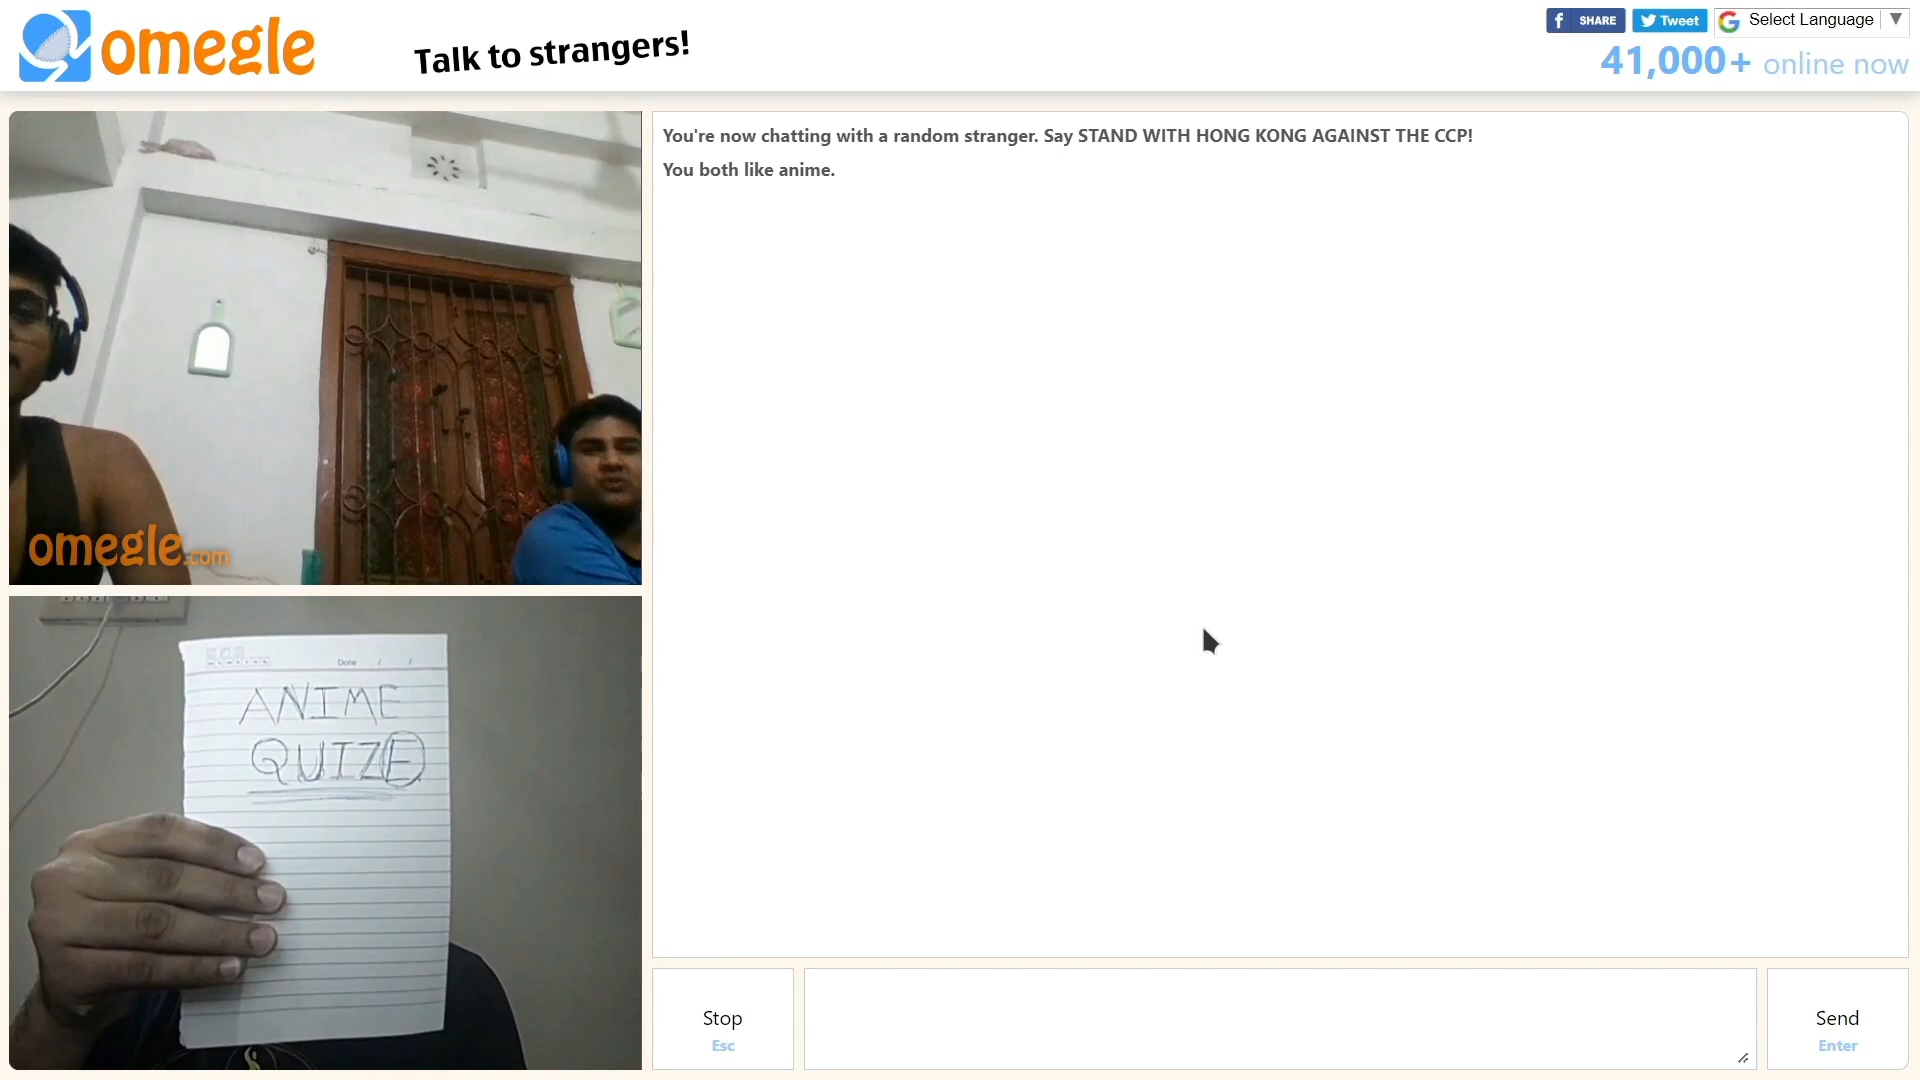 omegle
Talk to strangers!
f SHARE
Tweet
G Select Language ▼
41,000+ online now
You're now chatting with a random stranger. Say STAND WITH HONG KONG AGAINST THE CCP!
You both like anime.
omegle.com
Date / /
ANIME
QUIZE
Stop
Esc
Send
Enter